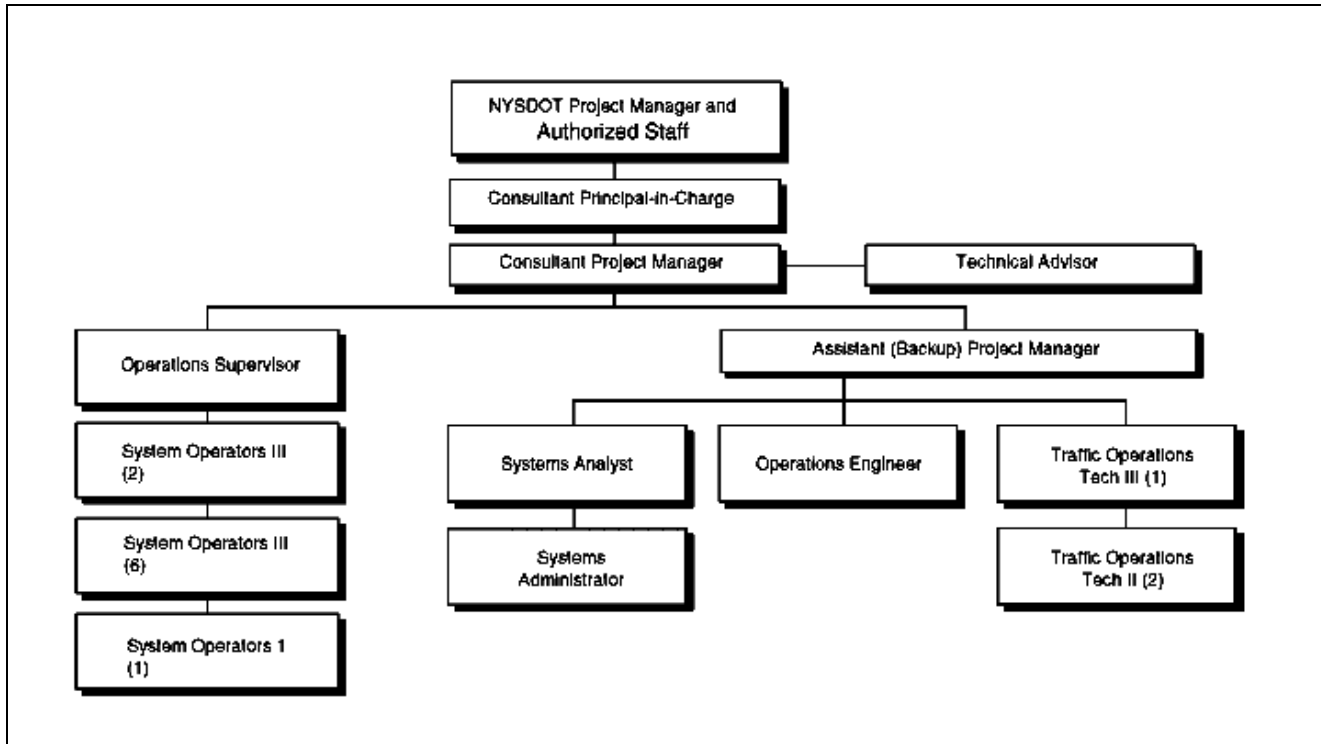 NYSDOT Project Manager and
Authorized Staff
Consultant Principal-in-Charge
Consultant Project Manager
Technical Advisor
Operations Supervisor
Assistant (Backup) Project Manager
System Operators III
(2)
Systems Analyst
Operations Engineer
Traffic Operations
Tech III (1)
System Operators III
(6)
Systems
Administrator
Traffic Operations
Tech II (2)
System Operators 1
(1)